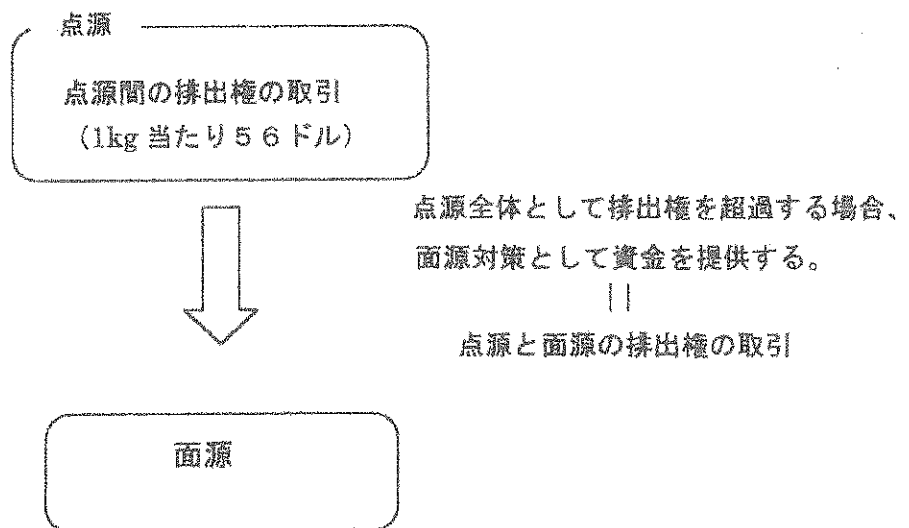 点源
点源間の排出権の取引
（1kg 当たり５６ドル）
点源全体として排出権を超過する場合、
面源対策として資金を提供する。
||
点源と面源の排出権の取引
面源